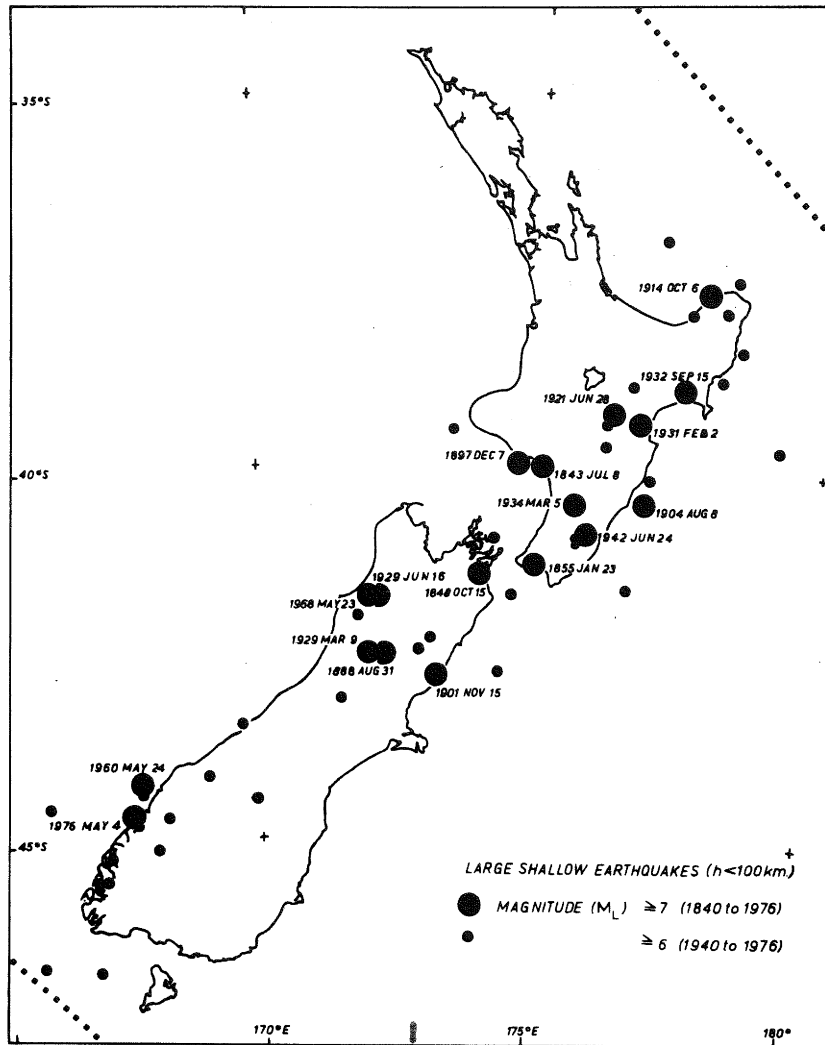 35°S
1914 OCT 6
1932 SEP 15
1921 JUN 28
1931 FEB 2
1897 DEC 7
1843 JUL 8
40°S
1934 MAR 5
1904 AUG 8
1942 JUN 24
1855 JAN 23
1929 JUN 16
1848 OCT 15
1968 MAY 23
1929 MAR 9
1888 AUG 31
1901 NOV 15
1960 MAY 24
1976 MAY 4
45°S
LARGE SHALLOW EARTHQUAKES (h<100km.)
MAGNITUDE (M_L) ≥7 (1840 to 1976)
≥6 (1940 to 1976)
170°E 175°E 180°